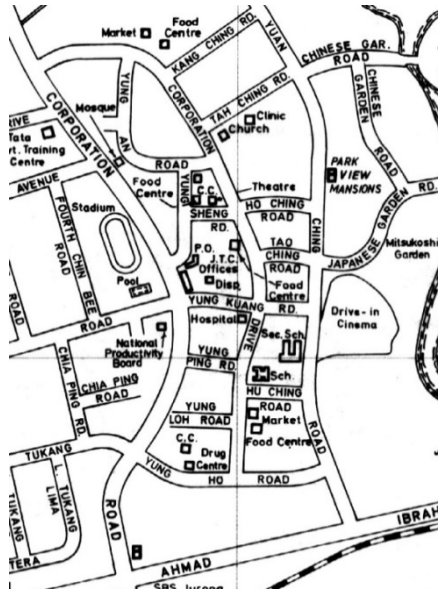 Market
Food
Centre
KANG CHING RD.
YUAN
CHINESE GAR.
ROAD
YUNG
AN
CORPORATION
TAH CHING RD.
CHINESE
GARDEN
Mosque
CORPORATION
Clinic
Church
Tata
Training
Centre
ROAD
PARK
VIEW
MANSIONS
ROAD
AVENUE
Food
Centre
YUNG
C.C.
Theatre
SHENG
RD.
HO CHING
ROAD
CHING
JAPANESE GARDEN
RD.
Mitsukoshi
Garden
FOURTH CHIN BEE
ROAD
Stadium
Pool
P.O.
J.T.C.
Offices
Disp.
TAO
CHING
ROAD
Food
Centre
YUNG KUANG
RD.
DRIVE
Drive-in
Cinema
ROAD
Hospital
Sec. Sch.
National
Productivity
Board
YUNG
PING RD.
Sch.
CHIA PING RD.
CHIA PING
ROAD
HU CHING
ROAD
ROAD
YUNG
LOH ROAD
Market
Food Centre
C.C.
Drug
Centre
TUKANG
YUNG
HO
ROAD
L. TUKANG
LIMA
TUKANG
ROAD
TERA
AHMAD
IBRAH
SBS Jurong